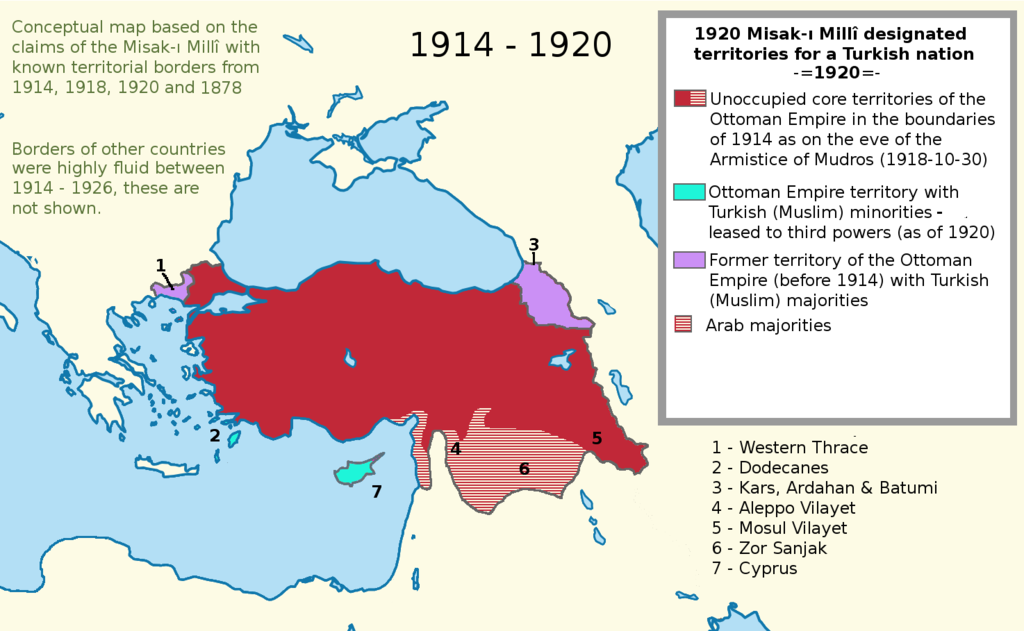 Conceptual map based on the
claims of the Misak-ı Millî with
known territorial borders from
1914, 1918, 1920 and 1878
Borders of other countries
were highly fluid between
1914 - 1926, these are
not shown.
1914 - 1920
1
2
3
4
5
6
7
1920 Misak-ı Millî designated
territories for a Turkish nation
-=1920=-
Unoccupied core territories of the
Ottoman Empire in the boundaries
of 1914 as on the eve of the
Armistice of Mudros (1918-10-30)
Ottoman Empire territory with
Turkish (Muslim) minorities -
leased to third powers (as of 1920)
Former territory of the Ottoman
Empire (before 1914) with Turkish
(Muslim) majorities
Arab majorities
1 - Western Thrace
2 - Dodecanes
3 - Kars, Ardahan & Batumi
4 - Aleppo Vilayet
5 - Mosul Vilayet
6 - Zor Sanjak
7 - Cyprus